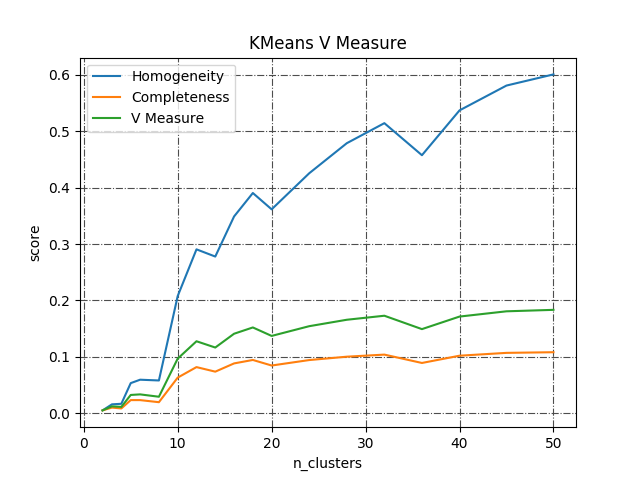 KMeans V Measure
Homogeneity
Completeness
V Measure
score
0.6
0.5
0.4
0.3
0.2
0.1
0.0
0 10 20 30 40 50
n_clusters